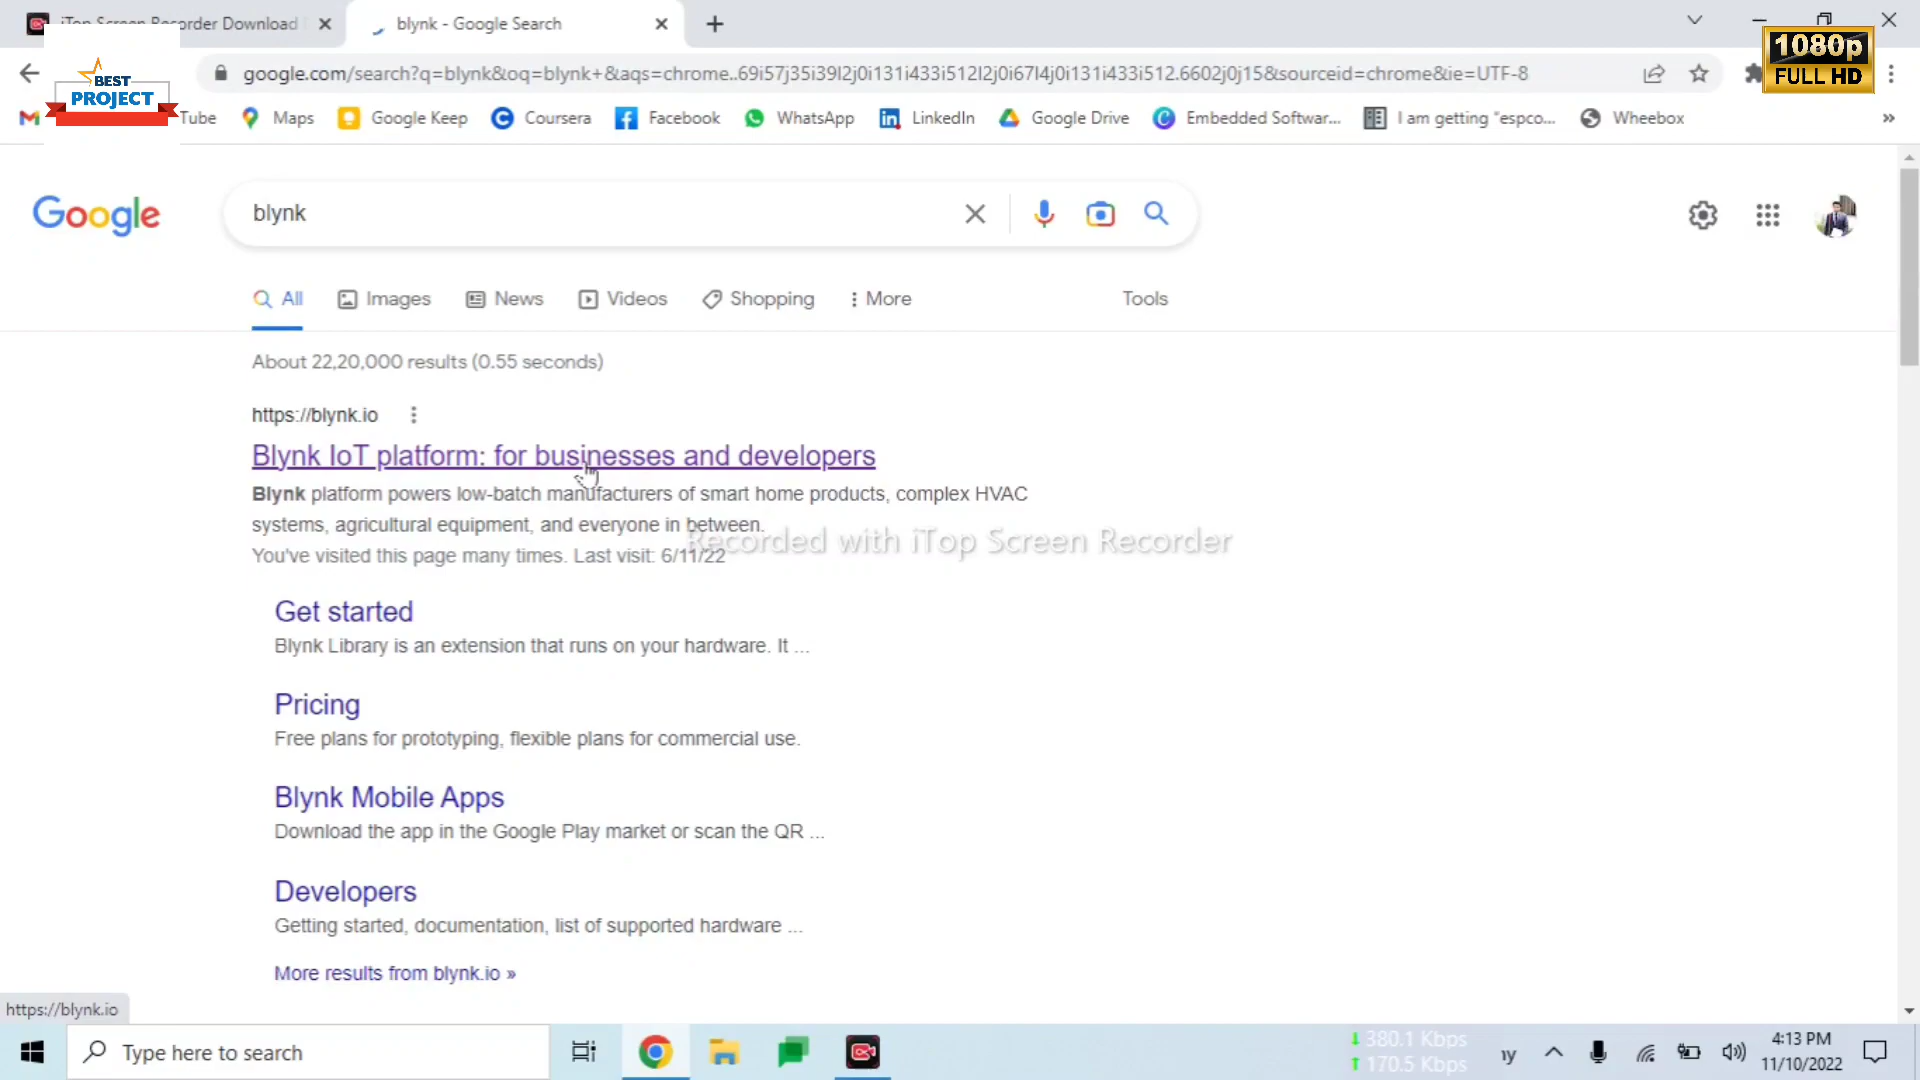 iTop Screen Recorder Download
blynk - Google Search
1080p
FULL HD
BEST
PROJECT
google.com/search?q=blynk&oq=blynk+&aqs=chrome..69i57j35i39l2j0i131i433i512l2j0i67l4j0i131i433i512.6602j0j15&sourceid=chrome&ie=UTF-8
Tube
Maps
Google Keep
Coursera
Facebook
WhatsApp
LinkedIn
Google Drive
Embedded Softwar...
I am getting "espco...
Wheebox
Google
blynk
All
Images
News
Videos
Shopping
More
Tools
About 22,20,000 results (0.55 seconds)
https://blynk.io
Blynk IoT platform: for businesses and developers
Blynk platform powers low-batch manufacturers of smart home products, complex HVAC
systems, agricultural equipment, and everyone in between.
Recorded with iTop Screen Recorder
You've visited this page many times. Last visit: 6/11/22
Get started
Blynk Library is an extension that runs on your hardware. It ...
Pricing
Free plans for prototyping, flexible plans for commercial use.
Blynk Mobile Apps
Download the app in the Google Play market or scan the QR ...
Developers
Getting started, documentation, list of supported hardware ...
More results from blynk.io »
https://blynk.io
Type here to search
380.1 Kbps
170.5 Kbps
4:13 PM
11/10/2022